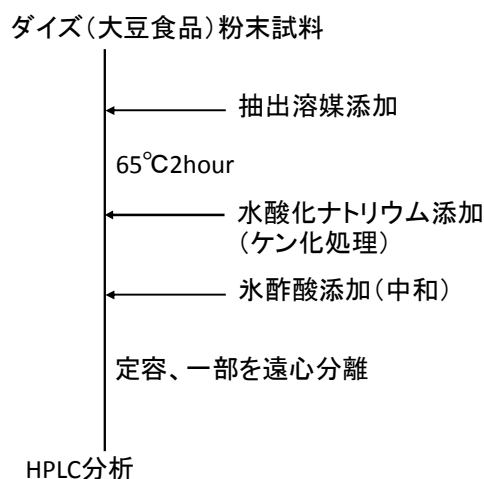 ダイズ（大豆食品）粉末試料
抽出溶媒添加
65℃2hour
水酸化ナトリウム添加
（ケン化処理）
氷酢酸添加（中和）
定容、一部を遠心分離
HPLC分析